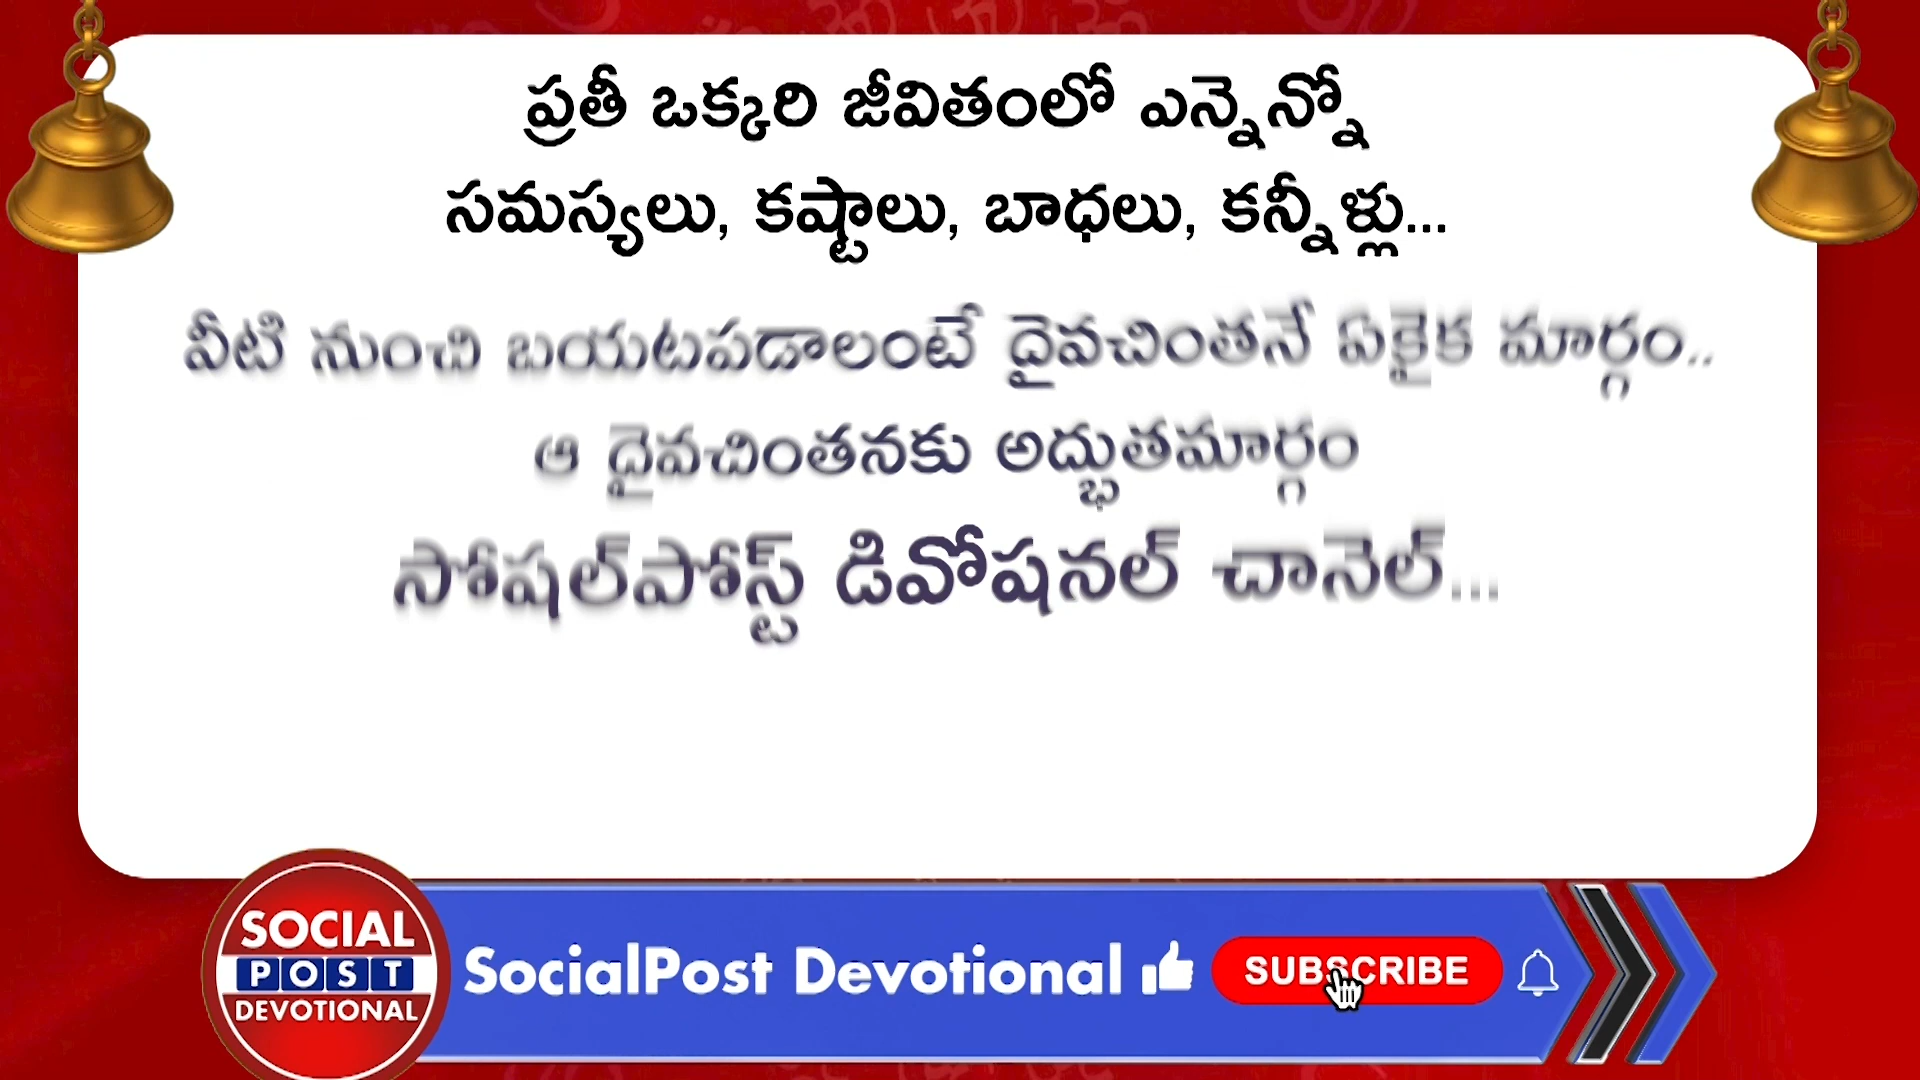 ప్రతీ ఒక్కరి జీవితంలో ఎన్నెన్నో
సమస్యలు, కష్టాలు, బాధలు, కన్నీళ్లు...
వీటి నుంచి బయటపడాలంటే దైవచింతనే ఏకైక మార్గం..
ఆ దైవచింతనకు అద్భుతమార్గం
సోషల్‌పోస్ట్ డివోషనల్ చానెల్...
SOCIAL
POST
DEVOTIONAL
SocialPost Devotional
SUBSCRIBE